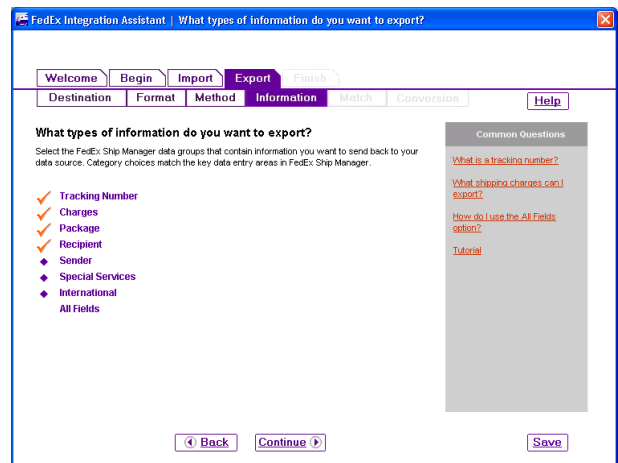 FedEx Integration Assistant | What types of information do you want to export?
Welcome Begin Import Export Finish
Destination Format Method Information Match Conversion Help
What types of information do you want to export?
Select the FedEx Ship Manager data groups that contain information you want to send back to your
data source. Category choices match the key data entry areas in FedEx Ship Manager.
Tracking Number
Charges
Package
Recipient
Sender
Special Services
International
All Fields
Common Questions
What is a tracking number?
What shipping charges can I
export?
How do I use the All Fields
option?
Tutorial
Back Continue Save